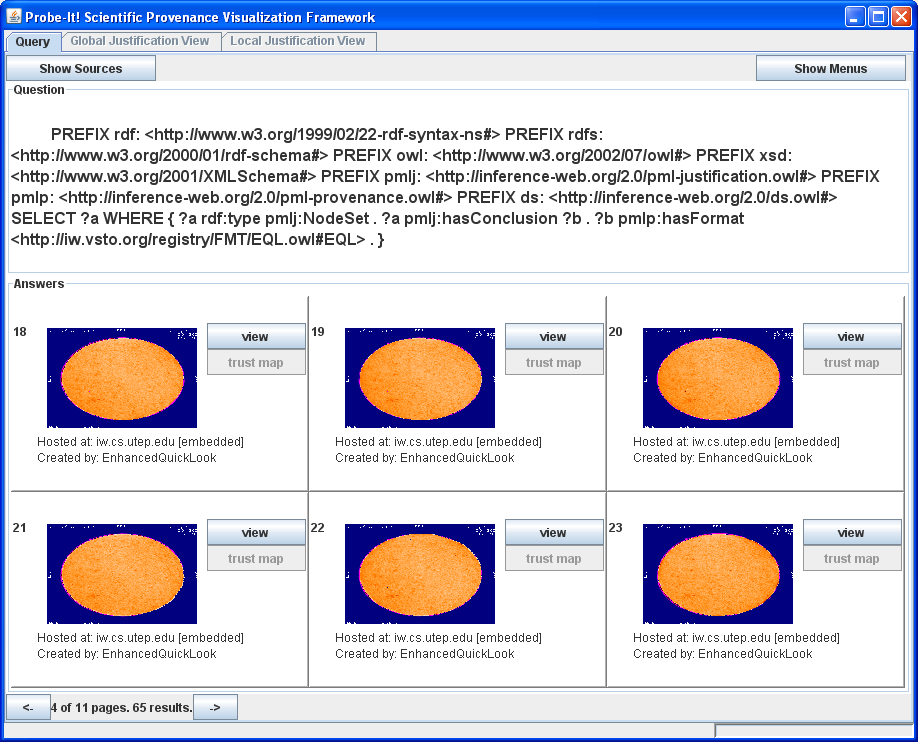 Probe-It! Scientific Provenance Visualization Framework
Query Global Justification View Local Justification View
Show Sources Show Menus
Question
PREFIX rdf: <http://www.w3.org/1999/02/22-rdf-syntax-ns#> PREFIX rdfs:
<http://www.w3.org/2000/01/rdf-schema#> PREFIX owl: <http://www.w3.org/2002/07/owl#> PREFIX xsd:
<http://www.w3.org/2001/XMLSchema#> PREFIX pmlj: <http://inference-web.org/2.0/pml-justification.owl#> PREFIX
pmlp: <http://inference-web.org/2.0/pml-provenance.owl#> PREFIX ds: <http://inference-web.org/2.0/ds.owl#>
SELECT ?a WHERE { ?a rdf:type pmlj:NodeSet . ?a pmlj:hasConclusion ?b . ?b pmlp:hasFormat
<http://iw.vsto.org/registry/FMT/EQL.owl#EQL> . }
Answers
18 view 19 view 20 view
trust map trust map trust map
Hosted at: iw.cs.utep.edu [embedded] Hosted at: iw.cs.utep.edu [embedded] Hosted at: iw.cs.utep.edu [embedded]
Created by: EnhancedQuickLook Created by: EnhancedQuickLook Created by: EnhancedQuickLook
21 view 22 view 23 view
trust map trust map trust map
Hosted at: iw.cs.utep.edu [embedded] Hosted at: iw.cs.utep.edu [embedded] Hosted at: iw.cs.utep.edu [embedded]
Created by: EnhancedQuickLook Created by: EnhancedQuickLook Created by: EnhancedQuickLook
<- 4 of 11 pages. 65 results. ->